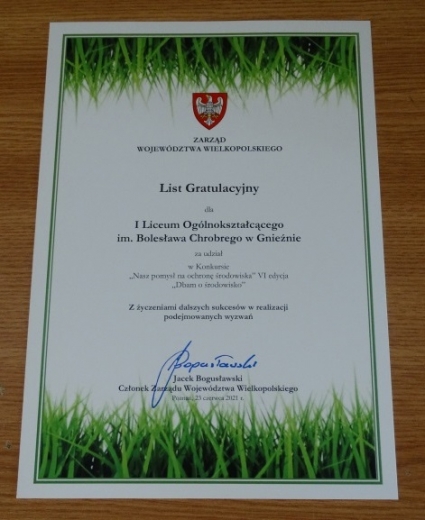 ZARZĄD
WOJEWÓDZTWA WIELKOPOLSKIEGO
List Gratulacyjny
dla
I Liceum Ogólnokształcącego
im. Bolesława Chrobrego w Gnieźnie
za udział
w Konkursie
„Nasz pomysł na ochronę środowiska” VI edycja
„Dbam o środowisko”
Z życzeniami dalszych sukcesów w realizacji
podejmowanych wyzwań
Bogusławski
Jacek Bogusławski
Członek Zarządu Województwa Wielkopolskiego
Poznań, 25 czerwca 2021 r.